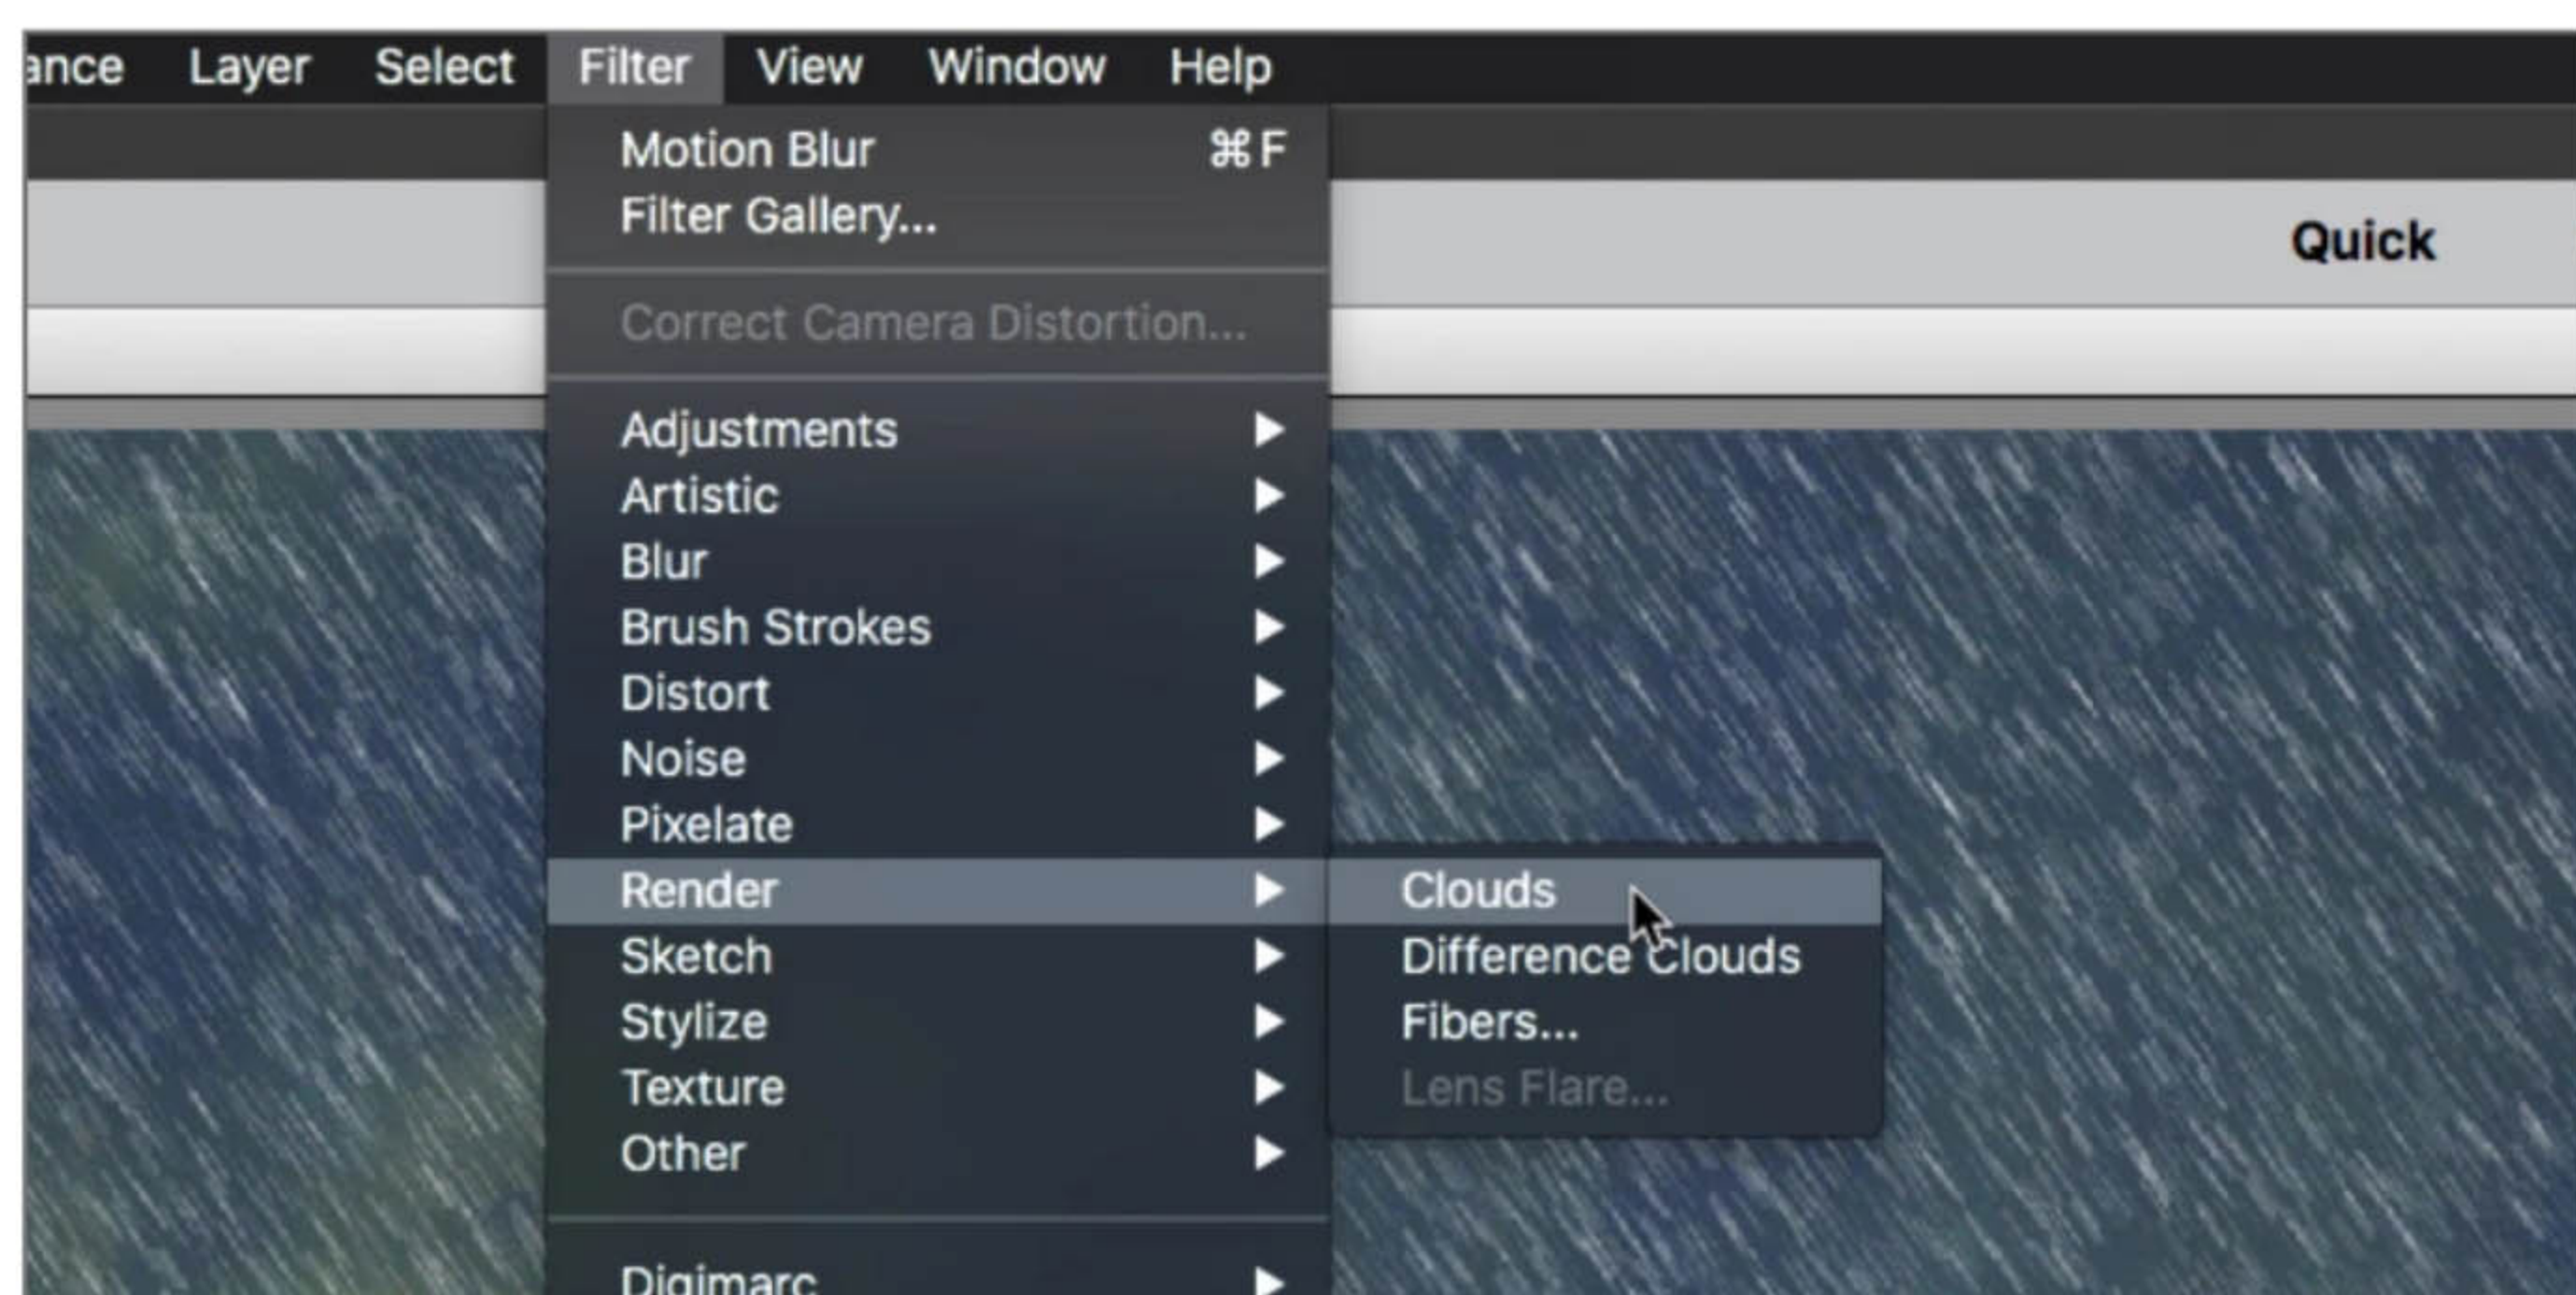 ance Layer Select Filter View Window Help
Motion Blur ⌘F
Filter Gallery...
Quick
Correct Camera Distortion...
Adjustments
Artistic
Blur
Brush Strokes
Distort
Noise
Pixelate
Render
Clouds
Sketch
Difference Clouds
Stylize
Fibers...
Texture
Lens Flare...
Other
Digimarc